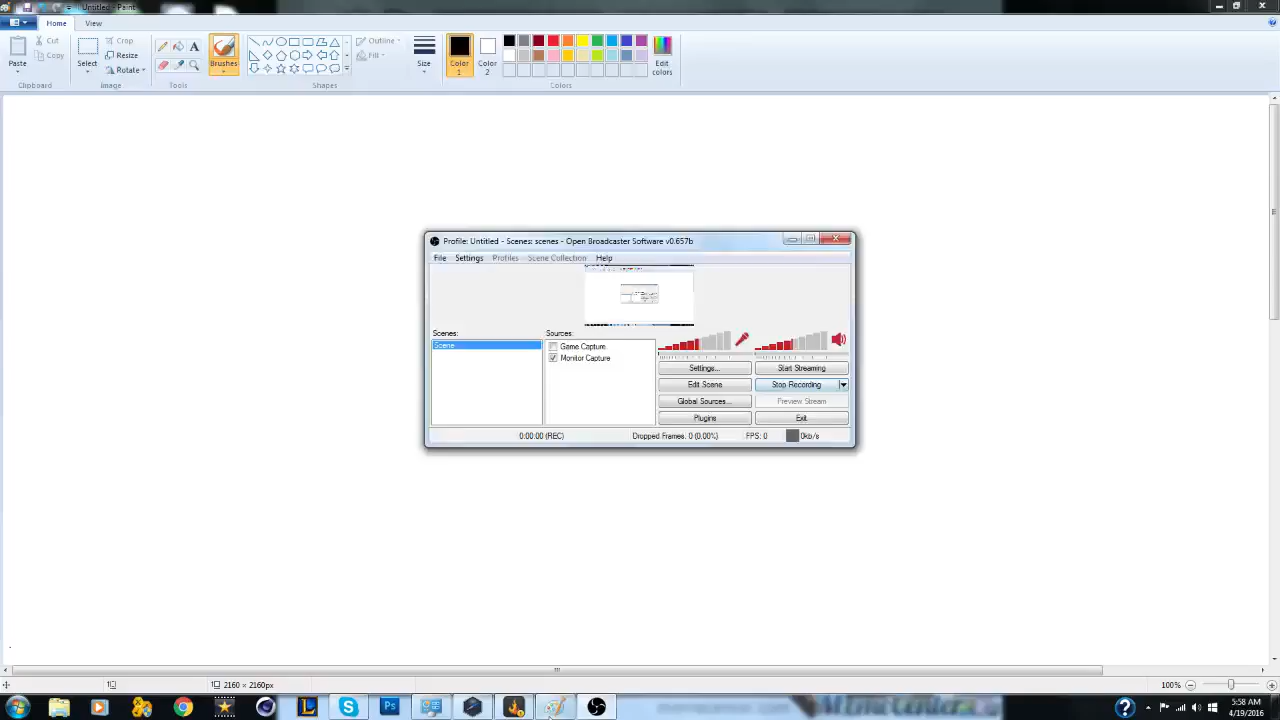 Untitled - Paint
Home
View
Paste
Cut
Copy
Select
Crop
Resize
Rotate
Brushes
Outline
Fill
Size
Color 1
Color 2
Edit colors
Clipboard
Image
Tools
Shapes
Colors
Profile: Untitled - Scenes: scenes - Open Broadcaster Software v0.657b
File Settings Profiles Scene Collection Help
Scenes:
Sources:
Scene
Game Capture
Monitor Capture
Settings...
Start Streaming
Edit Scene
Stop Recording
Global Sources...
Preview Stream
Plugins
Exit
0:00:00 (REC)
Dropped Frames: 0 (0.00%)
FPS: 0
0kb/s
2160 × 2160px
100%
Ps
5:58 AM
4/19/2016